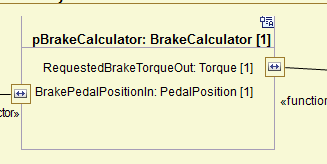 pBrakeCalculator: BrakeCalculator [1]
RequestedBrakeTorqueOut: Torque [1]
BrakePedalPositionIn: PedalPosition [1]
«function
ctor»